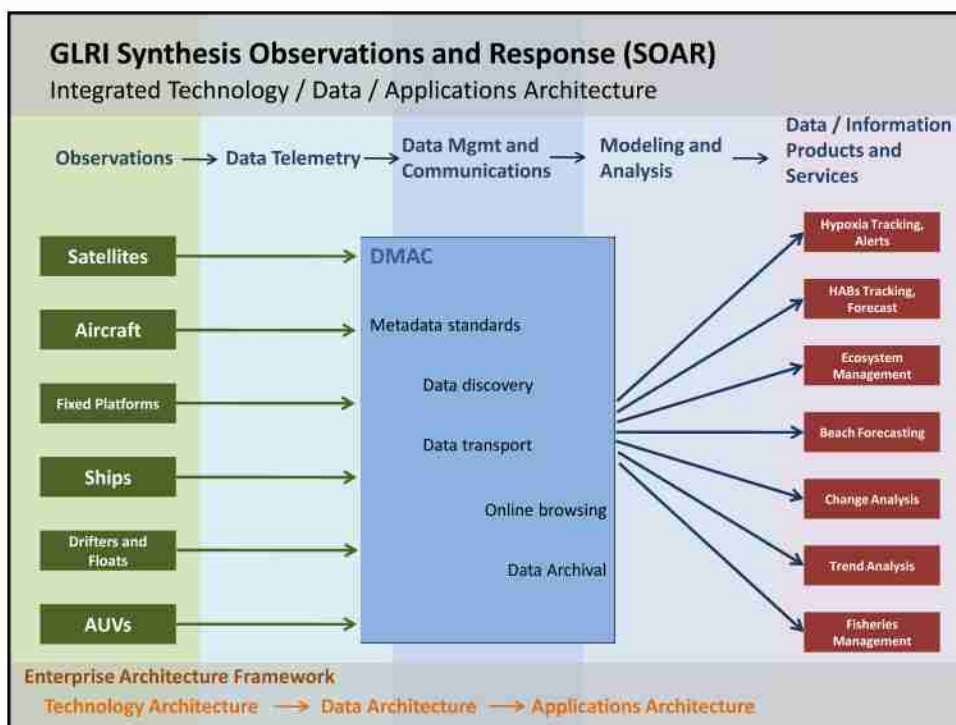 GLRI Synthesis Observations and Response (SOAR)
Integrated Technology / Data / Applications Architecture
Observations
Data Telemetry
Data Mgmt and
Communications
Modeling and
Analysis
Data / Information
Products and
Services
Satellites
Aircraft
Fixed Platforms
Ships
Drifters and
Floats
AUVs
DMAC
Metadata standards
Data discovery
Data transport
Online browsing
Data Archival
Hypoxia Tracking,
Alerts
HABs Tracking,
Forecast
Ecosystem
Management
Beach Forecasting
Change Analysis
Trend Analysis
Fisheries
Management
Enterprise Architecture Framework
Technology Architecture
Data Architecture
Applications Architecture